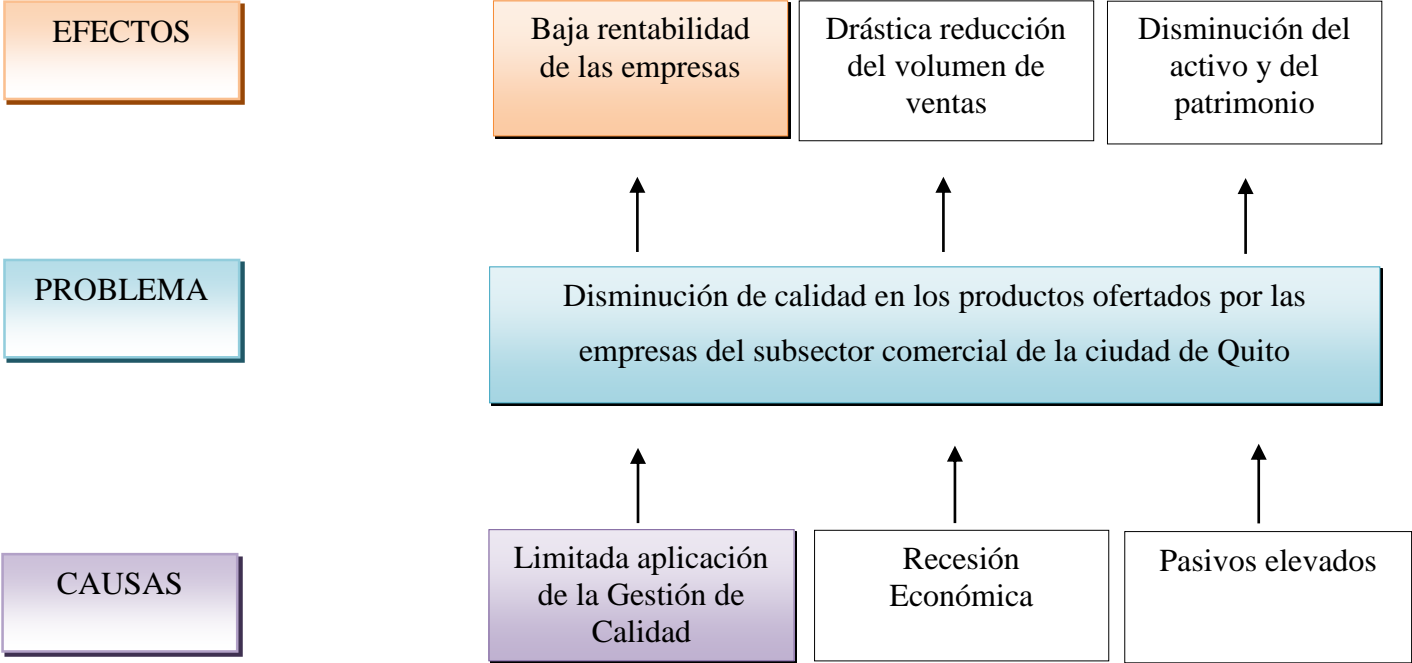 EFECTOS
Baja rentabilidad
de las empresas
Drástica reducción
del volumen de
ventas
Disminución del
activo y del
patrimonio
PROBLEMA
Disminución de calidad en los productos ofertados por las
empresas del subsector comercial de la ciudad de Quito
CAUSAS
Limitada aplicación
de la Gestión de
Calidad
Recesión
Económica
Pasivos elevados